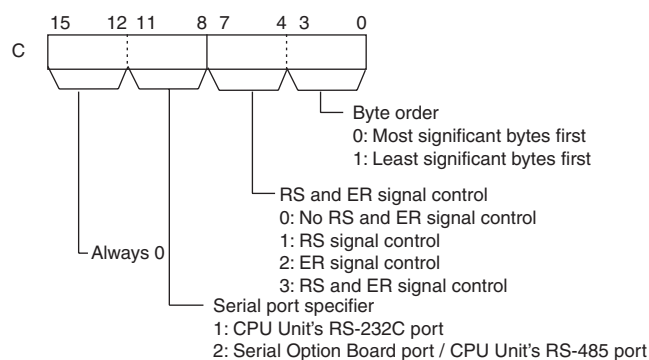 15 12 11 8 7 4 3 0
C
Byte order
0: Most significant bytes first
1: Least significant bytes first
RS and ER signal control
0: No RS and ER signal control
1: RS signal control
2: ER signal control
3: RS and ER signal control
Always 0
Serial port specifier
1: CPU Unit's RS-232C port
2: Serial Option Board port / CPU Unit's RS-485 port